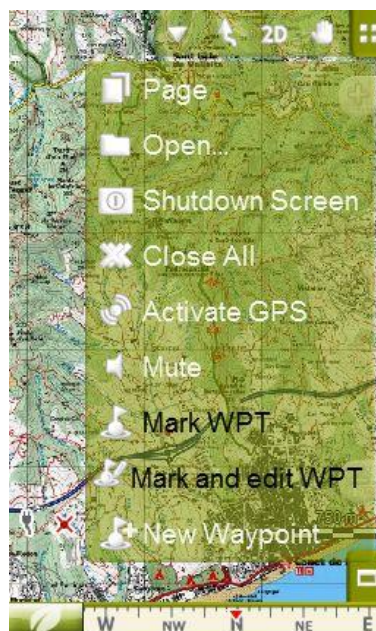 2D
Page
Open...
Shutdown Screen
Close All
Activate GPS
Mute
Mark WPT
Mark and edit WPT
750 m
New Waypoint
W NW N NE E